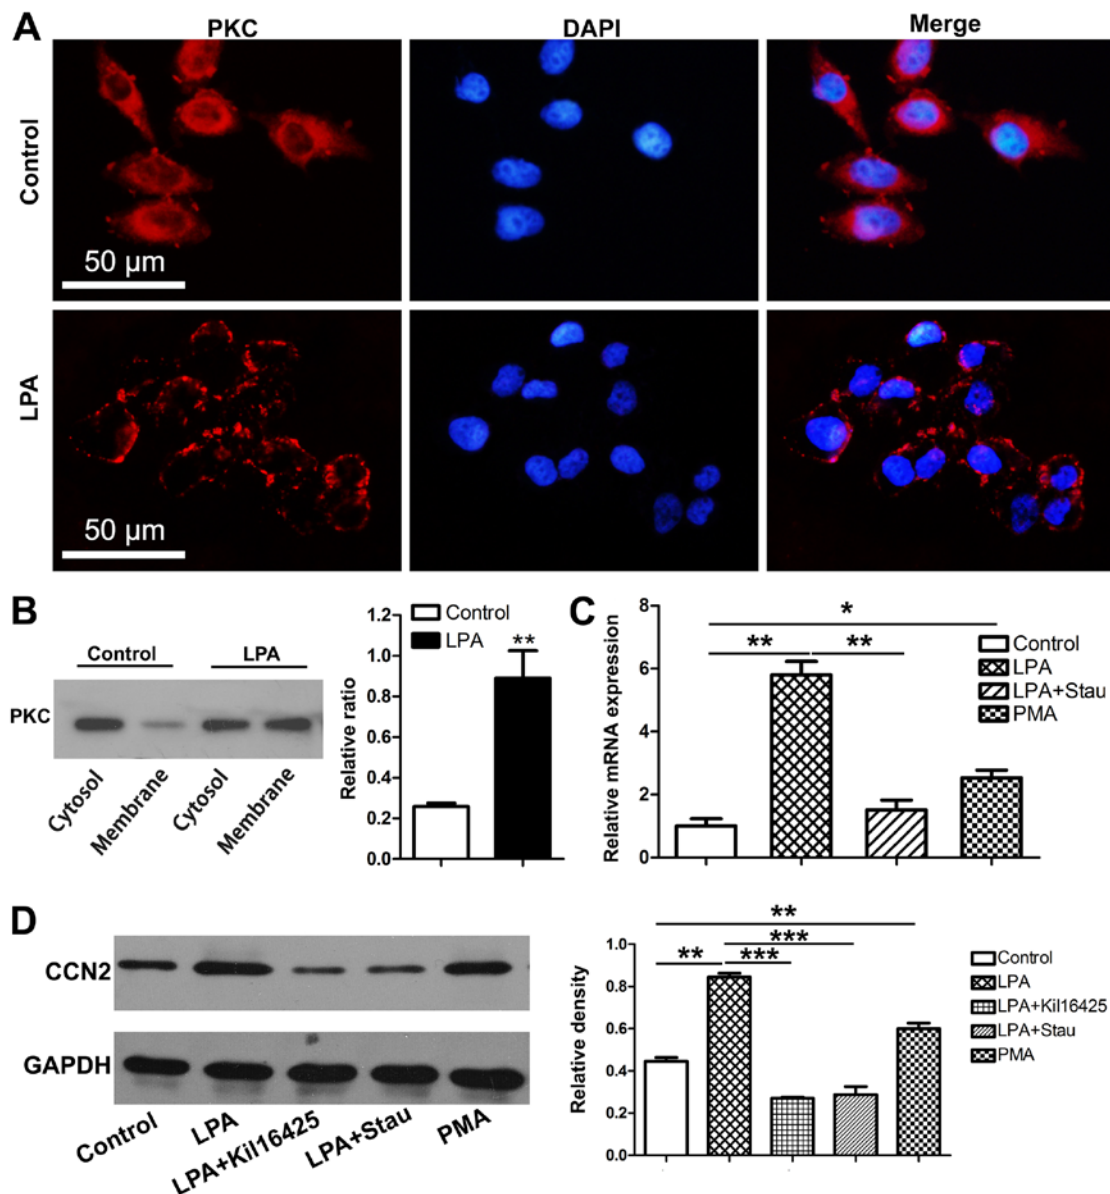 A
PKC
DAPI
Merge
Control
50 µm
LPA
50 µm
B
Control
LPA
PKC
Cytosol
Membrane
Cytosol
Membrane
Relative ratio
1.2
1.0
0.8
0.6
0.4
0.2
0.0
Control
LPA
**
C
Relative mRNA expression
8
6
4
2
0
*
**
**
Control
LPA
LPA+Stau
PMA
D
CCN2
GAPDH
Control
LPA
LPA+Kil16425
LPA+Stau
PMA
Relative density
1.0
0.8
0.6
0.4
0.2
0.0
**
***
**
***
Control
LPA
LPA+Kil16425
LPA+Stau
PMA